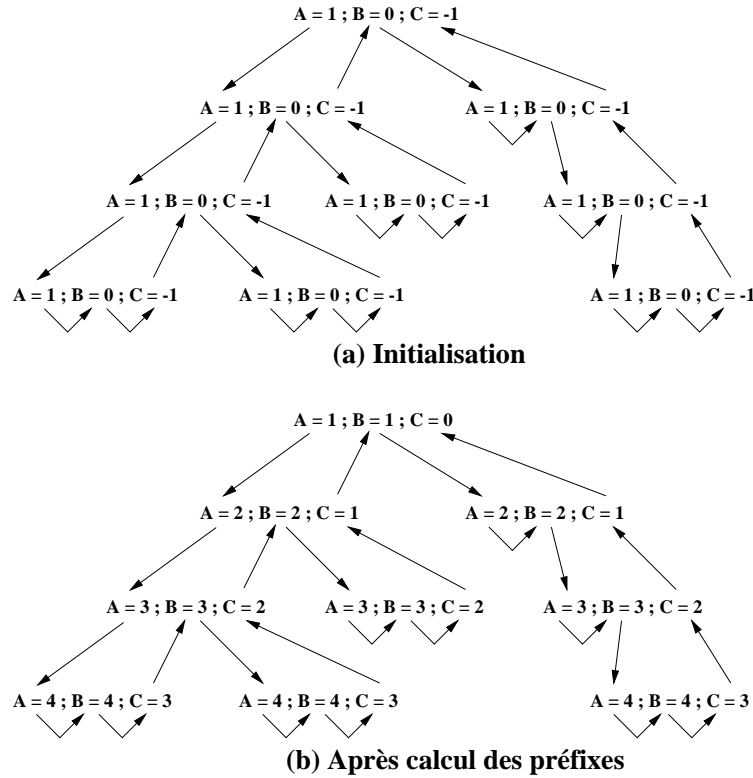 A = 1 ; B = 0 ; C = -1
A = 1 ; B = 0 ; C = -1 A = 1 ; B = 0 ; C = -1
A = 1 ; B = 0 ; C = -1 A = 1 ; B = 0 ; C = -1 A = 1 ; B = 0 ; C = -1
A = 1 ; B = 0 ; C = -1 A = 1 ; B = 0 ; C = -1 A = 1 ; B = 0 ; C = -1
(a) Initialisation
A = 1 ; B = 1 ; C = 0
A = 2 ; B = 2 ; C = 1 A = 2 ; B = 2 ; C = 1
A = 3 ; B = 3 ; C = 2 A = 3 ; B = 3 ; C = 2 A = 3 ; B = 3 ; C = 2
A = 4 ; B = 4 ; C = 3 A = 4 ; B = 4 ; C = 3 A = 4 ; B = 4 ; C = 3
(b) Après calcul des préfixes